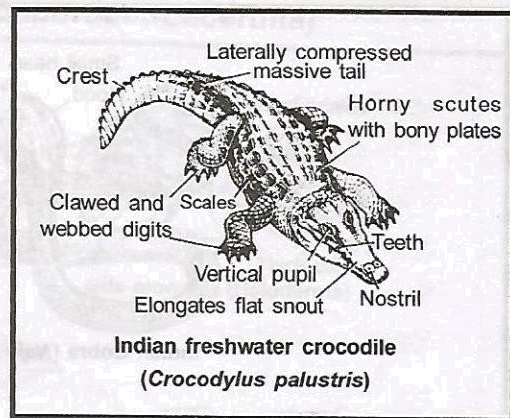 Laterally compressed
massive tail
Crest
Horny scutes
with bony plates
Clawed and
webbed digits
Scales
Teeth
Vertical pupil
Elongates flat snout
Nostril
Indian freshwater crocodile
(Crocodylus palustris)